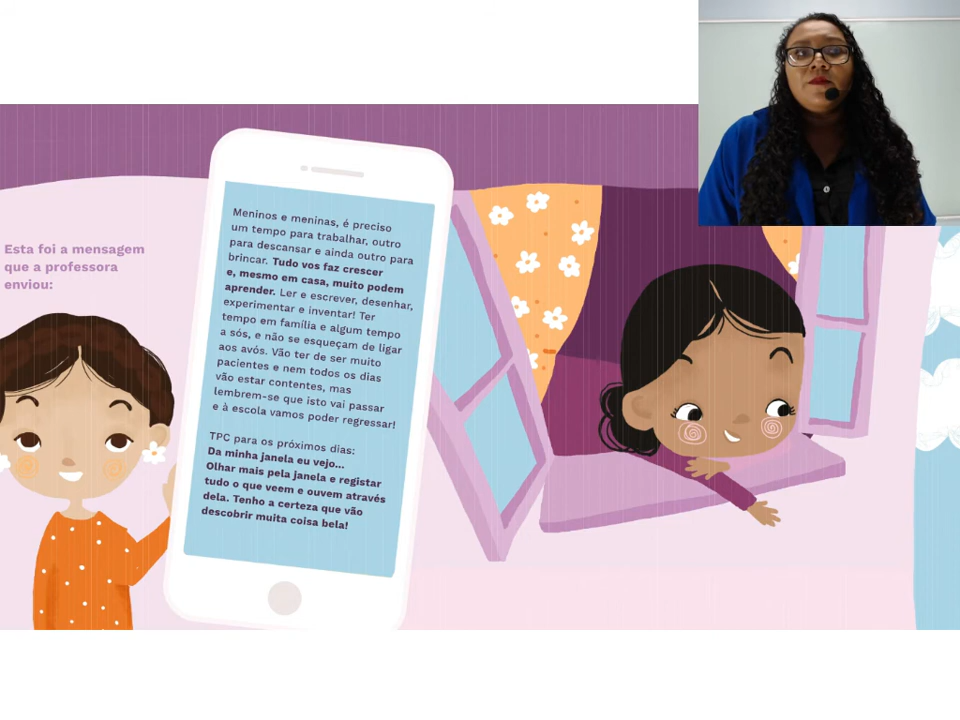 Esta foi a mensagem
que a professora
enviou:
Meninos e meninas, é preciso
um tempo para trabalhar, outro
para descansar e ainda outro para
brincar. Tudo vos faz crescer
e, mesmo em casa, muito podem
aprender. Ler e escrever, desenhar,
experimentar e inventar! Ter
tempo em família e algum tempo
a sós, e não se esqueçam de ligar
aos avós. Vão ter de ser muito
pacientes e nem todos os dias
vão estar contentes, mas
lembrem-se que isto vai passar
e à escola vamos poder regressar!
TPC para os próximos dias:
Da minha janela eu vejo...
Olhar mais pela janela e registar
tudo o que veem e ouvem através
dela. Tenho a certeza que vão
descobrir muita coisa bela!